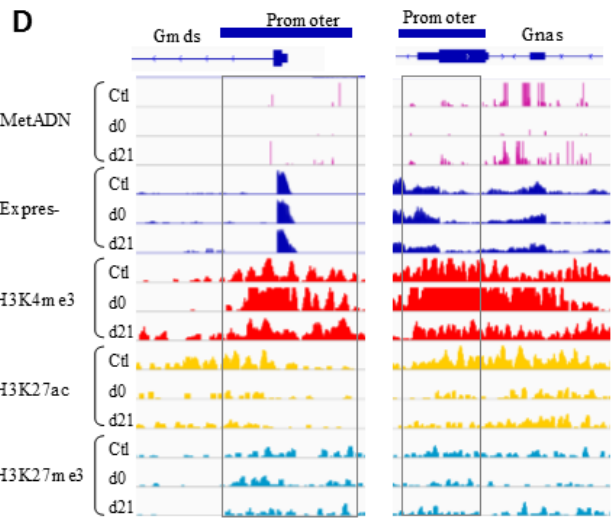 D
Gmds Promoter Promoter Gnas
MetADN
Ctl
d0
d21
Expres-
Ctl
d0
d21
H3K4me3
Ctl
d0
d21
H3K27ac
Ctl
d0
d21
H3K27me3
Ctl
d0
d21